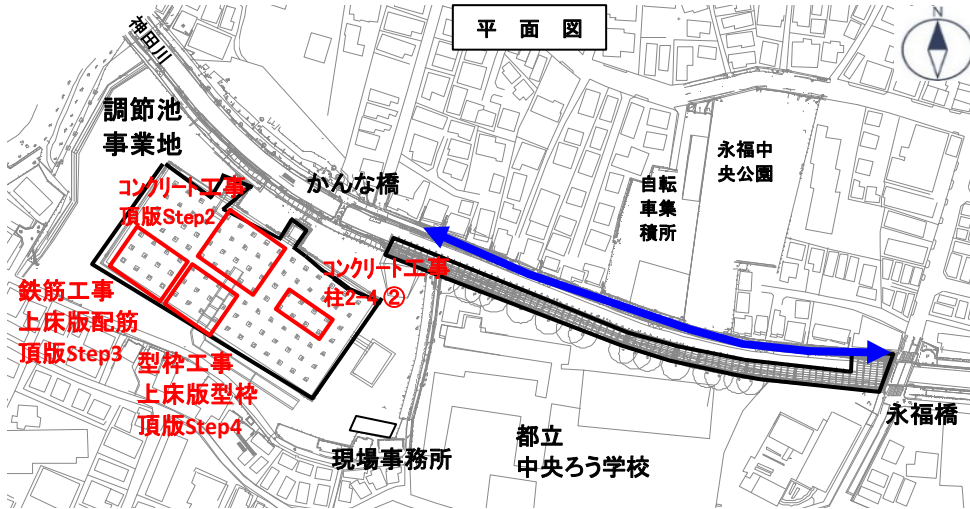 平 面 図
N
神田川
調節池
事業地
かんな橋
永福中
央公園
自転
車集
積所
コンクリート工事
頂版Step2
コンクリート工事
柱2-4 ②
鉄筋工事
上床版配筋
頂版Step3
型枠工事
上床版型枠
頂版Step4
現場事務所
都立
中央ろう学校
永福橋